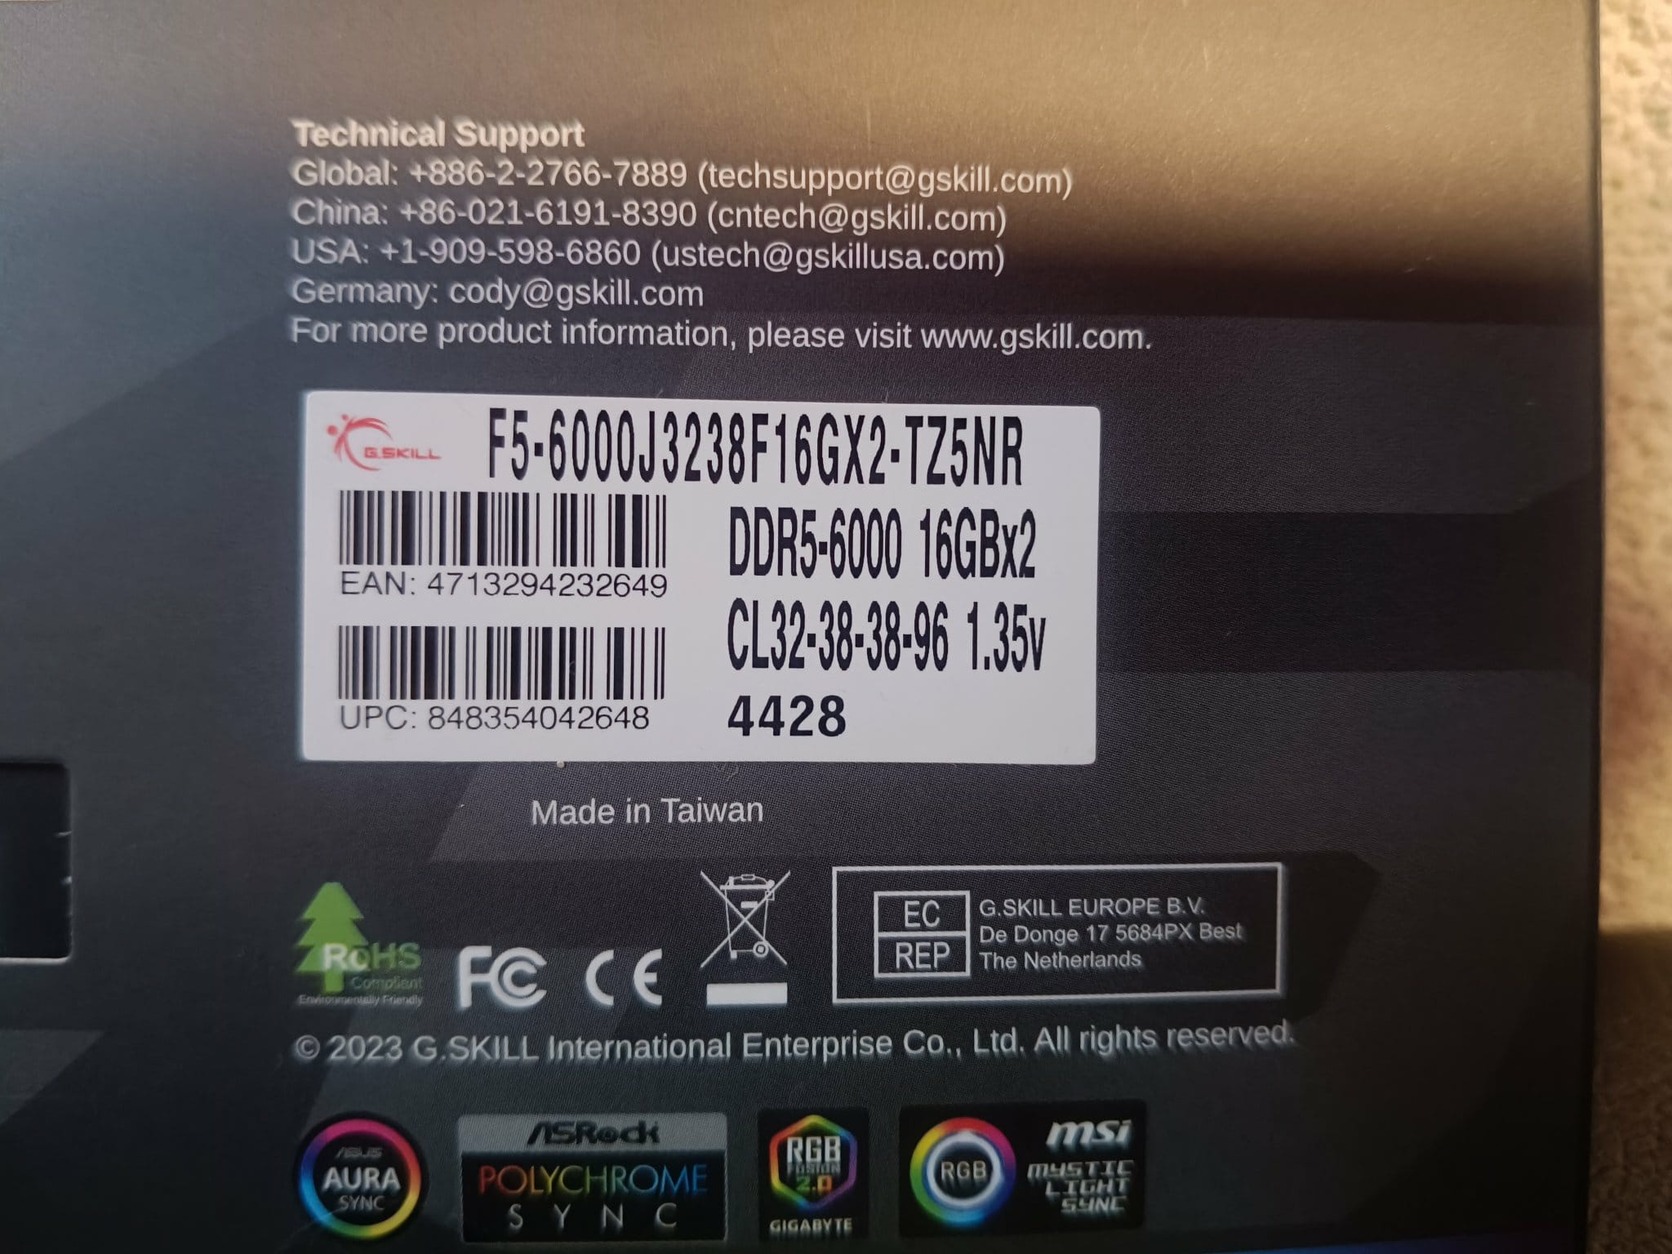 Technical Support
Global: +886-2-2766-7889 (techsupport@gskill.com)
China: +86-021-6191-8390 (cntech@gskill.com)
USA: +1-909-598-6860 (ustech@gskillusa.com)
Germany: cody@gskill.com
For more product information, please visit www.gskill.com.
G.SKILL
F5-6000J3238F16GX2-TZ5NR
DDR5-6000 16GBx2
EAN: 4713294232649
CL32-38-38-96 1.35v
UPC: 848354042648
4428
Made in Taiwan
RoHS
Compliant
Environmentally Friendly
FC
CE
EC
REP
G.SKILL EUROPE B.V.
De Donge 17 5684PX Best
The Netherlands
© 2023 G.SKILL International Enterprise Co., Ltd. All rights reserved.
ASUS
AURA
SYNC
ASRock
POLYCHROME
SYNC
RGB
FUSION
2.0
GIGABYTE
RGB
msi
MYSTIC
LIGHT
SYNC